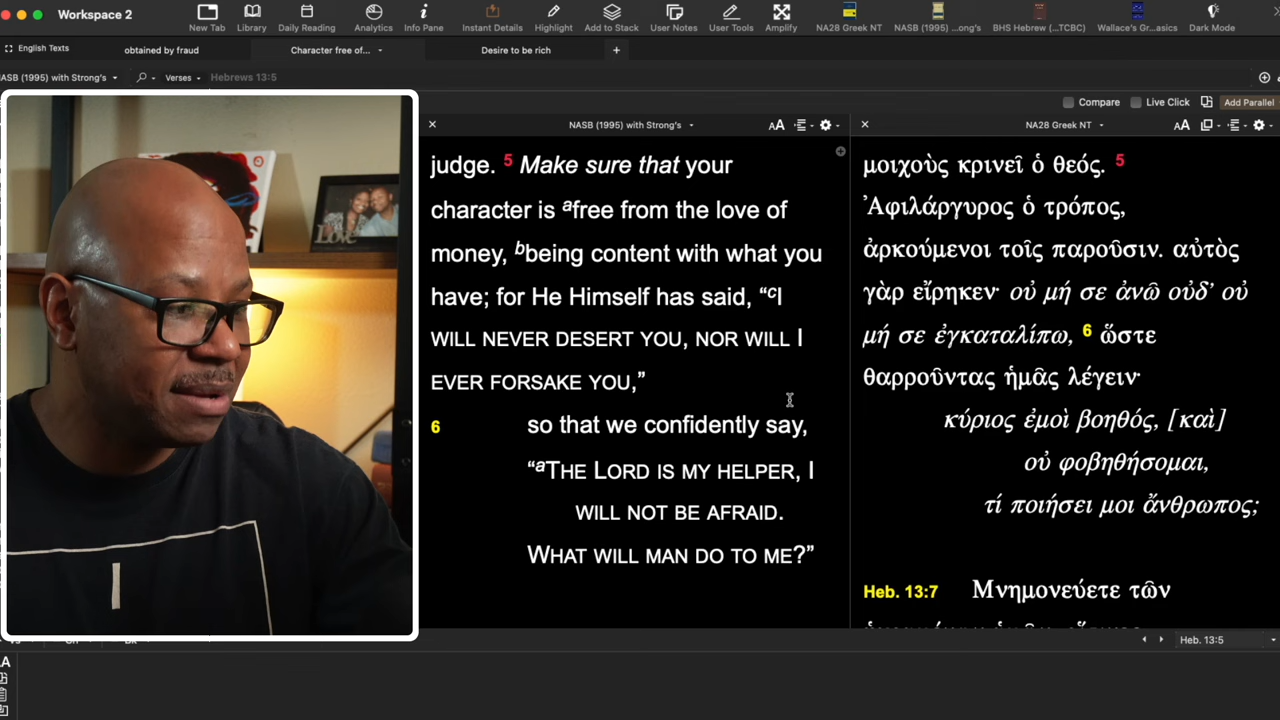 Workspace 2
New Tab
Library
Daily Reading
Analytics
Info Pane
Instant Details
Highlight
Add to Stack
User Notes
User Tools
Amplify
NA28 Greek NT
NASB (1995) ...ong's
BHS Hebrew (...TCBC)
Wallace's Gr...asics
Dark Mode
English Texts
obtained by fraud
Character free of...
Desire to be rich
+
NASB (1995) with Strong's
Verses
Hebrews 13:5
Compare
Live Click
Add Parallel
NASB (1995) with Strong's
AA
judge. 5 Make sure that your
character is ᵃfree from the love of
money, ᵇbeing content with what you
have; for He Himself has said, “ᶜI
WILL NEVER DESERT YOU, NOR WILL I
EVER FORSAKE YOU,”
6 so that we confidently say,
“ᵃTHE LORD IS MY HELPER, I
WILL NOT BE AFRAID.
WHAT WILL MAN DO TO ME?”
NA28 Greek NT
AA
μοιχοὺς κρινεῖ ὁ θεός. 5
Ἀφιλάργυρος ὁ τρόπος,
ἀρκούμενοι τοῖς παροῦσιν. αὐτὸς
γὰρ εἴρηκεν· οὐ μή σε ἀνῶ οὐδ’ οὐ
μή σε ἐγκαταλίπω, 6 ὥστε
θαρροῦντας ἡμᾶς λέγειν·
κύριος ἐμοὶ βοηθός, [καὶ]
οὐ φοβηθήσομαι,
τί ποιήσει μοι ἄνθρωπος;
Heb. 13:7 Μνημονεύετε τῶν
Heb. 13:5
Love